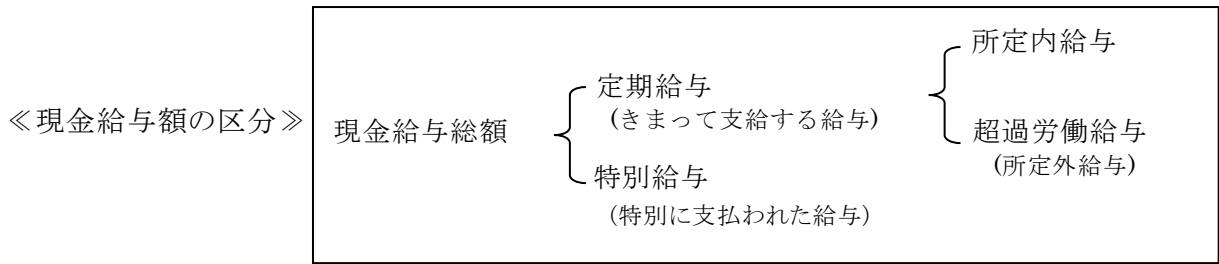 ≪現金給与額の区分≫
現金給与総額
定期給与
(きまって支給する給与)
特別給与
(特別に支払われた給与)
所定内給与
超過労働給与
(所定外給与)